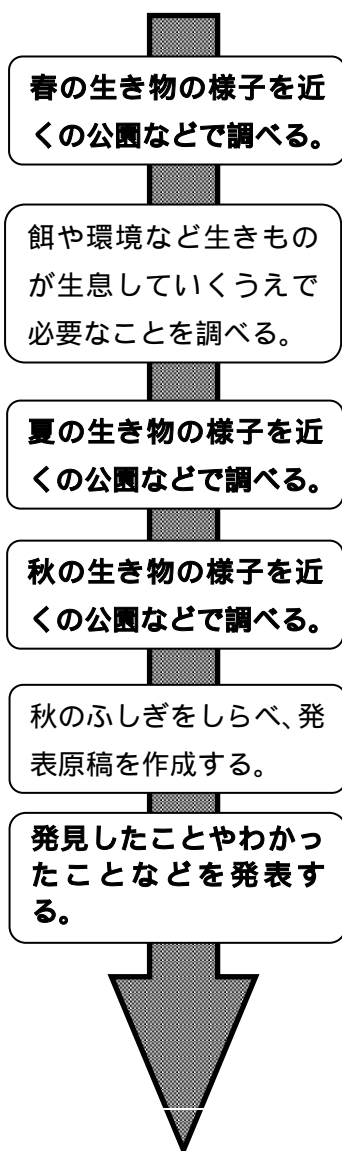 春の生き物の様子を近
くの公園などで調べる。
餌や環境など生きもの
が生息していくうえで
必要なことを調べる。
夏の生き物の様子を近
くの公園などで調べる。
秋の生き物の様子を近
くの公園などで調べる。
秋のふしぎをしらべ、発
表原稿を作成する。
発見したことやわかっ
たことなどを発表す
る。